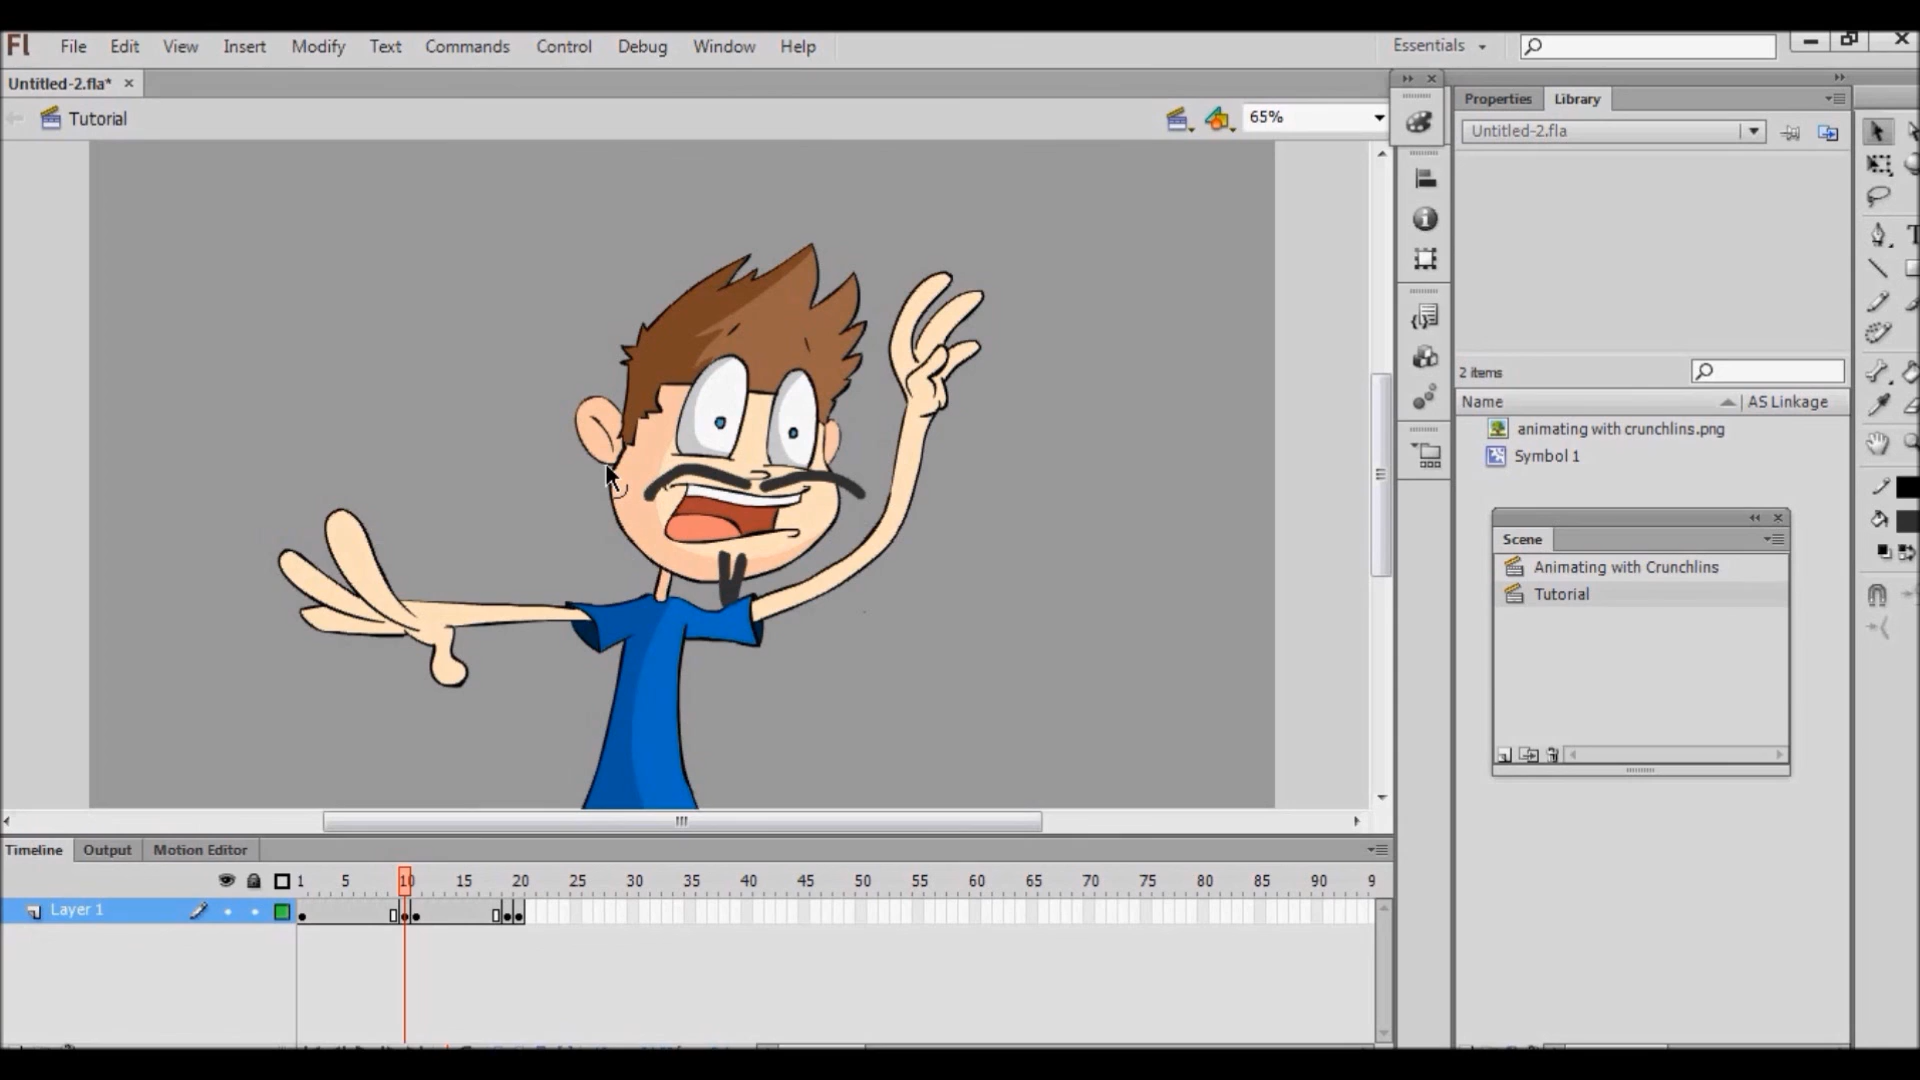 Fl File Edit View Insert Modify Text Commands Control Debug Window Help Essentials
Untitled-2.fla*
Tutorial 65%
Properties Library
Untitled-2.fla
2 items
Name AS Linkage
animating with crunchlins.png
Symbol 1
Scene
Animating with Crunchlins
Tutorial
Timeline Output Motion Editor
1 5 10 15 20 25 30 35 40 45 50 55 60 65 70 75 80 85 90 9
Layer 1